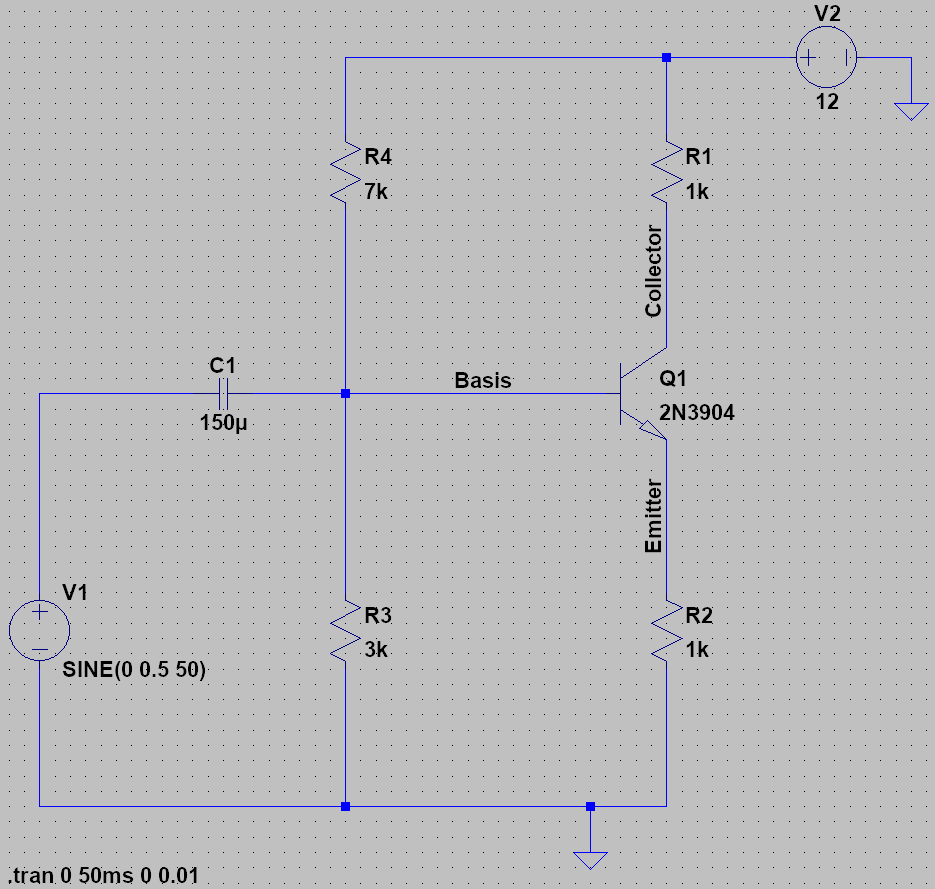 V2
12
R4
7k
R1
1k
Collector
C1
150µ
Basis
Q1
2N3904
Emitter
V1
SINE(0 0.5 50)
R3
3k
R2
1k
.tran 0 50ms 0 0.01